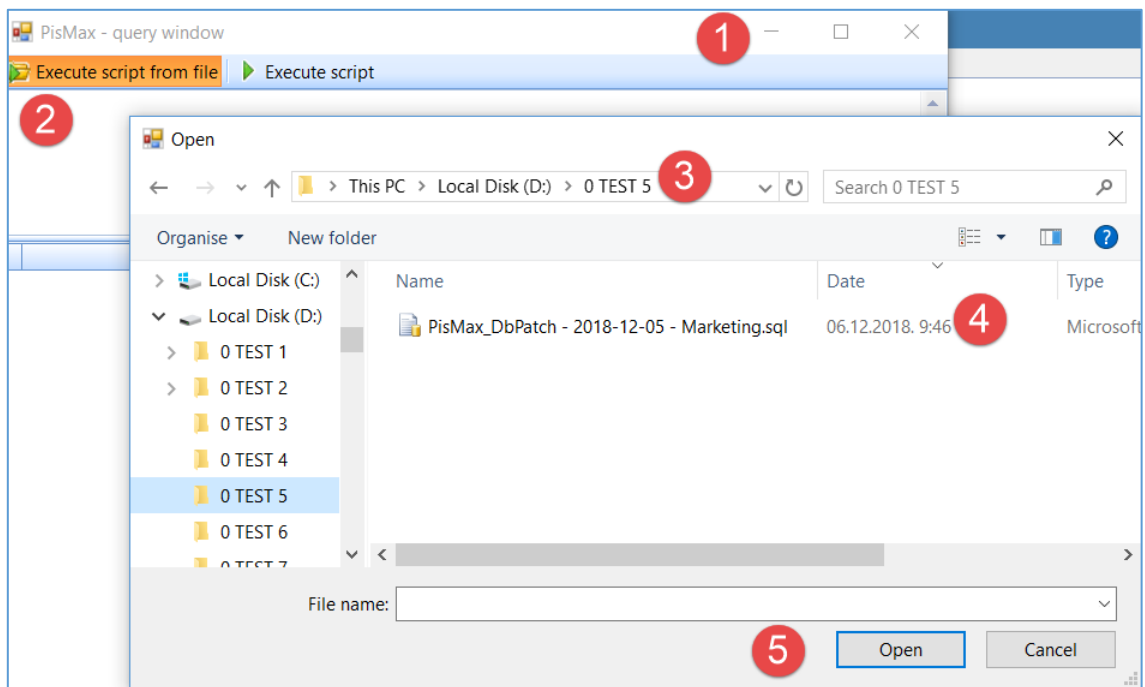 PisMax - query window
1
Execute script from file
Execute script
2
Open
This PC > Local Disk (D:) > 0 TEST 5
3
Search 0 TEST 5
Organise
New folder
?
Local Disk (C:)
Name
Date
Type
Local Disk (D:)
PisMax_DbPatch - 2018-12-05 - Marketing.sql
06.12.2018. 9:46
4
Microsoft
0 TEST 1
0 TEST 2
0 TEST 3
0 TEST 4
0 TEST 5
0 TEST 6
0 TEST 7
File name:
5
Open
Cancel